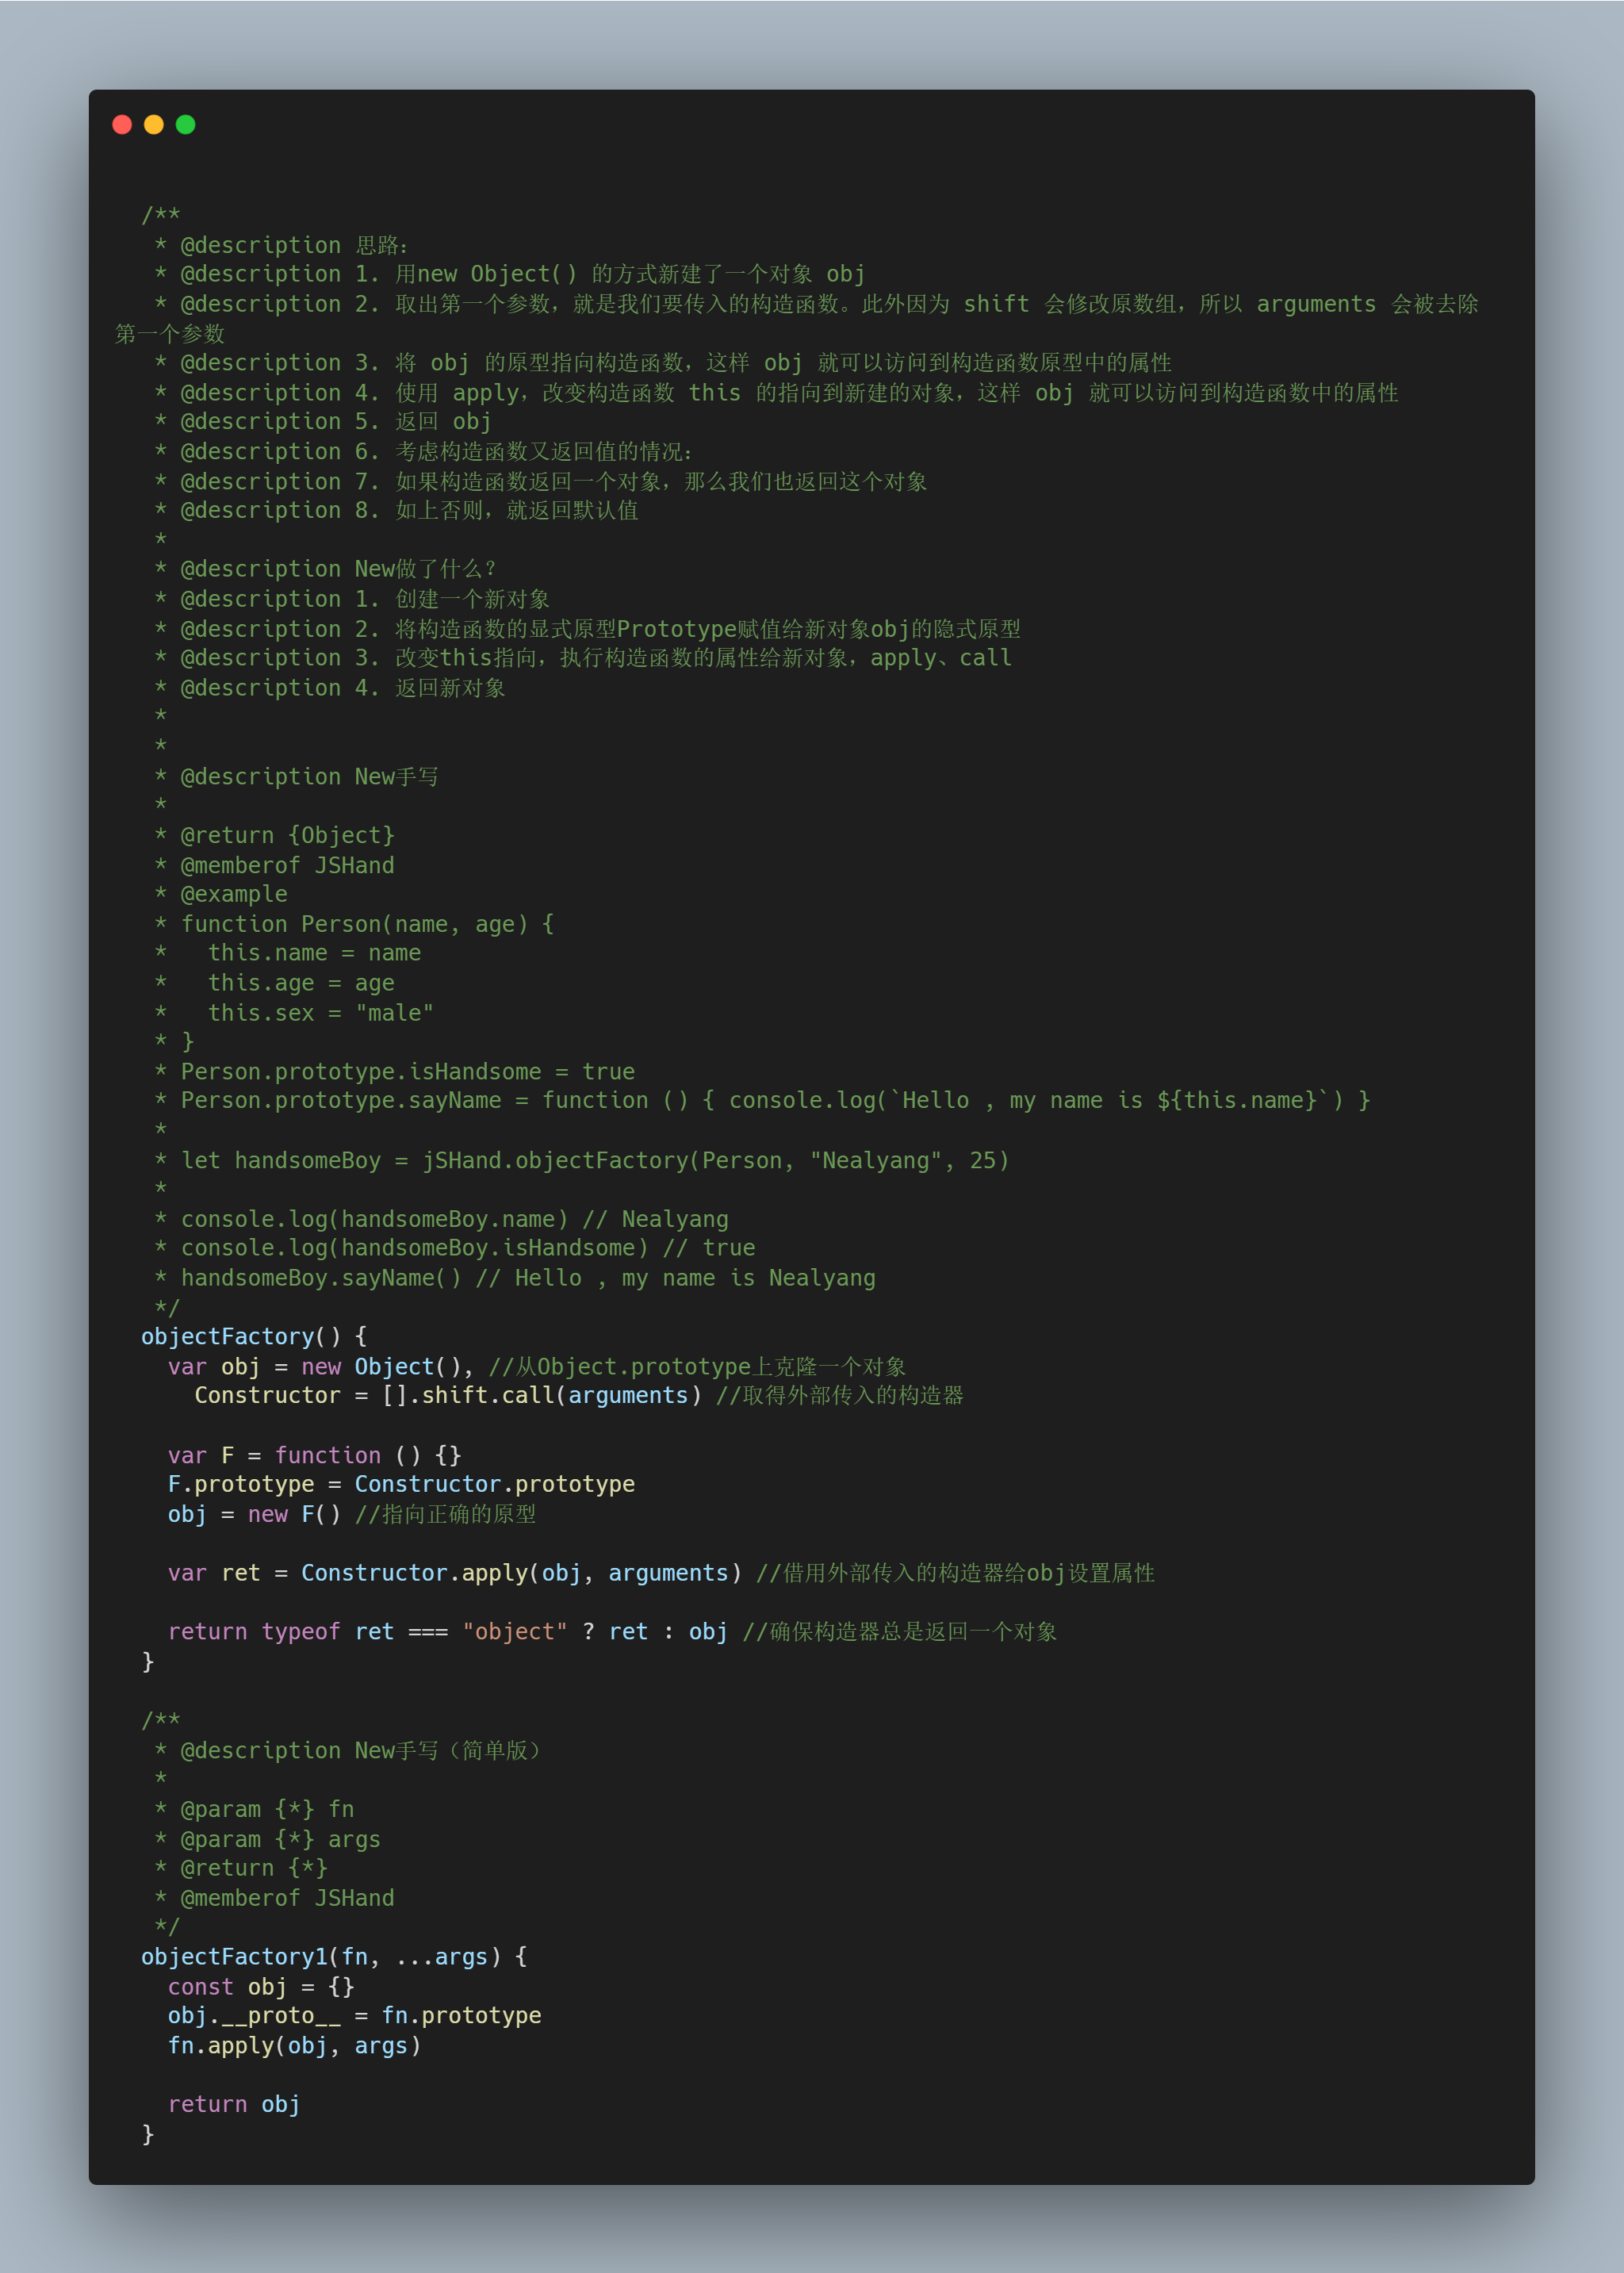 /**
 * @description 思路:
 * @description 1. 用new Object() 的方式新建了一个对象 obj
 * @description 2. 取出第一个参数，就是我们要传入的构造函数。此外因为 shift 会修改原数组，所以 arguments 会被去除
第一个参数
 * @description 3. 将 obj 的原型指向构造函数，这样 obj 就可以访问到构造函数原型中的属性
 * @description 4. 使用 apply，改变构造函数 this 的指向到新建的对象，这样 obj 就可以访问到构造函数中的属性
 * @description 5. 返回 obj
 * @description 6. 考虑构造函数又返回值的情况：
 * @description 7. 如果构造函数返回一个对象，那么我们也返回这个对象
 * @description 8. 如上否则，就返回默认值
 *
 * @description New做了什么？
 * @description 1. 创建一个新对象
 * @description 2. 将构造函数的显式原型Prototype赋值给新对象obj的隐式原型
 * @description 3. 改变this指向，执行构造函数的属性给新对象，apply、call
 * @description 4. 返回新对象
 *
 *
 * @description New手写
 *
 * @return {Object}
 * @memberof JSHand
 * @example
 * function Person(name, age) {
 *   this.name = name
 *   this.age = age
 *   this.sex = "male"
 * }
 * Person.prototype.isHandsome = true
 * Person.prototype.sayName = function () { console.log(`Hello , my name is ${this.name}`) }
 *
 * let handsomeBoy = jSHand.objectFactory(Person, "Nealyang", 25)
 *
 * console.log(handsomeBoy.name) // Nealyang
 * console.log(handsomeBoy.isHandsome) // true
 * handsomeBoy.sayName() // Hello , my name is Nealyang
 */
objectFactory() {
  var obj = new Object(), //从Object.prototype上克隆一个对象
    Constructor = [].shift.call(arguments) //取得外部传入的构造器

  var F = function () {}
  F.prototype = Constructor.prototype
  obj = new F() //指向正确的原型

  var ret = Constructor.apply(obj, arguments) //借用外部传入的构造器给obj设置属性

  return typeof ret === "object" ? ret : obj //确保构造器总是返回一个对象
}

/**
 * @description New手写（简单版）
 *
 * @param {*} fn
 * @param {*} args
 * @return {*}
 * @memberof JSHand
 */
objectFactory1(fn, ...args) {
  const obj = {}
  obj.__proto__ = fn.prototype
  fn.apply(obj, args)

  return obj
}